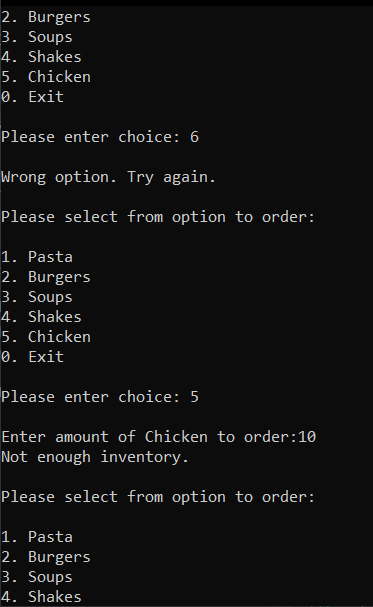 2. Burgers
3. Soups
4. Shakes
5. Chicken
0. Exit
Please enter choice: 6
Wrong option. Try again.
Please select from option to order:
1. Pasta
2. Burgers
3. Soups
4. Shakes
5. Chicken
0. Exit
Please enter choice: 5
Enter amount of Chicken to order:10
Not enough inventory.
Please select from option to order:
1. Pasta
2. Burgers
3. Soups
4. Shakes